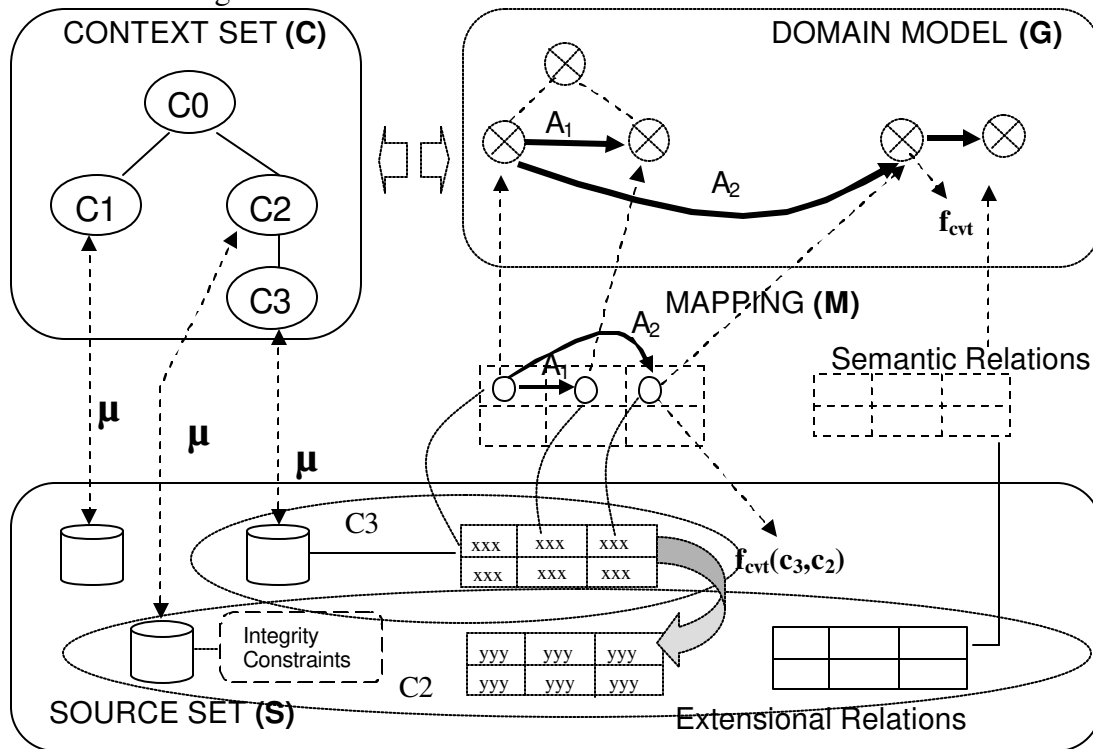 CONTEXT SET (C)
DOMAIN MODEL (G)
C0
C1
C2
C3
A1
A2
fcvt
MAPPING (M)
A2
A1
Semantic Relations
μ
μ
μ
C3
xxx xxx xxx
xxx xxx xxx
fcvt(c3,c2)
Integrity
Constraints
yyy yyy yyy
yyy yyy yyy
C2
SOURCE SET (S)
Extensional Relations